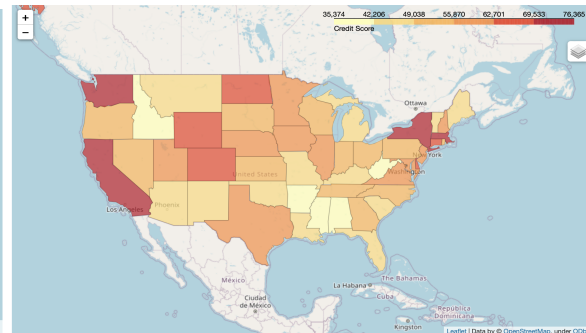 +
−
35,374 42,206 49,038 55,870 62,701 69,533 76,365
Credit Score
Ottawa
New York
United States
Washington
Los Angeles
Phoenix
México
Ciudad
de México
La Habana
The Bahamas
Cuba
República
Dominicana
Kingston
Leaflet | Data by © OpenStreetMap, under